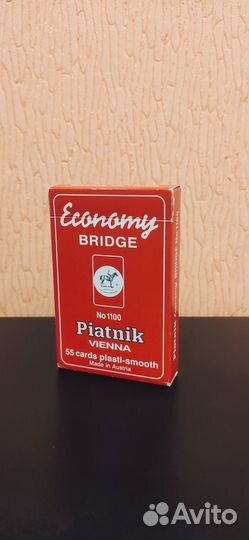 Economy
BRIDGE
No 1100
Piatnik
VIENNA
55 cards plasti-smooth
Made in Austria
Avito